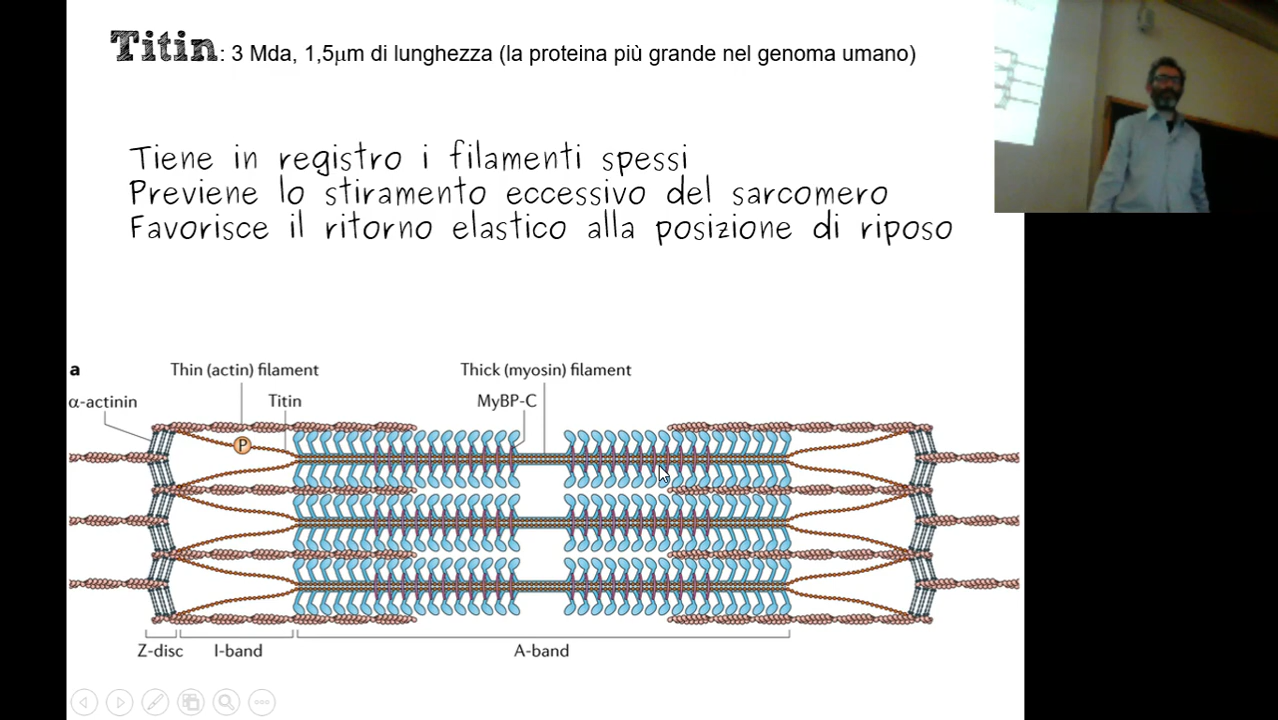 Titin: 3 Mda, 1,5µm di lunghezza (la proteina più grande nel genoma umano)
Tiene in registro i filamenti spessi
Previene lo stiramento eccessivo del sarcomero
Favorisce il ritorno elastico alla posizione di riposo
a
Thin (actin) filament
Thick (myosin) filament
α-actinin
Titin
MyBP-C
P
Z-disc
I-band
A-band